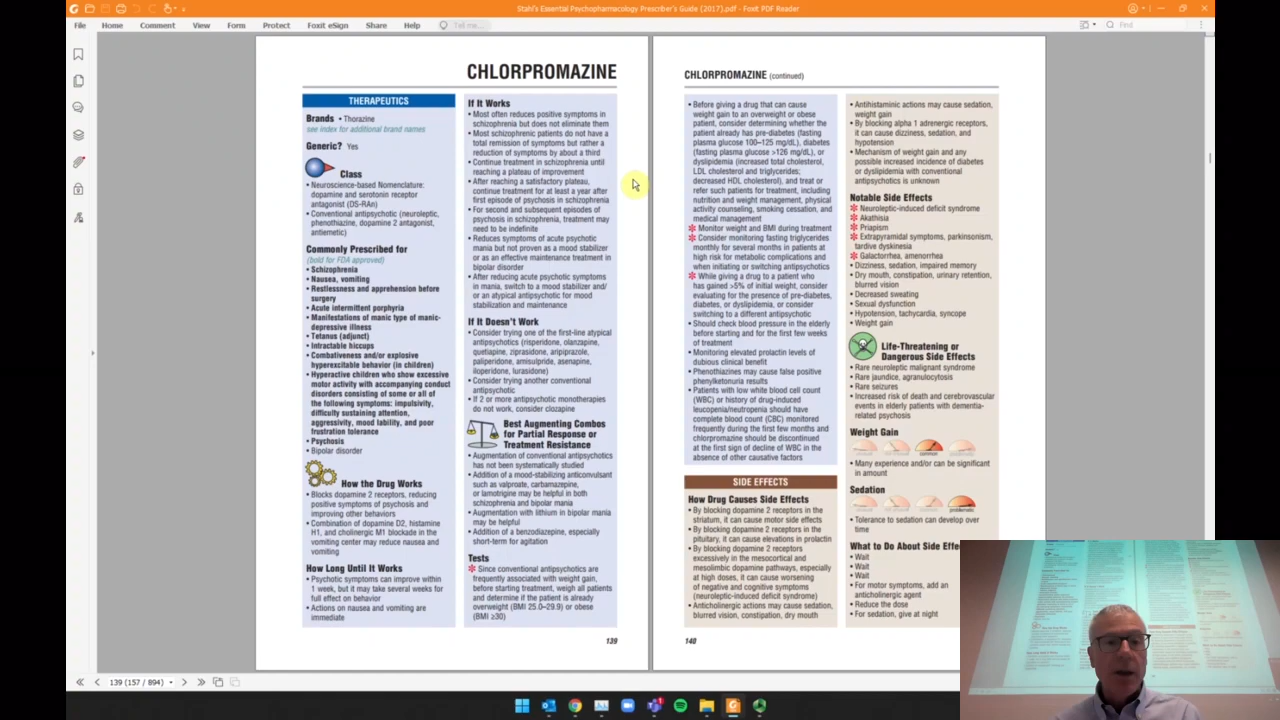 Stahl's Essential Psychopharmacology Prescriber's Guide (2017).pdf - Foxit PDF Reader
File Home Comment View Form Protect Foxit eSign Share Help Tell me... Find
CHLORPROMAZINE
THERAPEUTICS
Brands • Thorazine
see index for additional brand names
Generic? Yes
Class
• Neuroscience-based Nomenclature:
dopamine and serotonin receptor
antagonist (DS-RAn)
• Conventional antipsychotic (neuroleptic,
phenothiazine, dopamine 2 antagonist,
antiemetic)
Commonly Prescribed for
(bold for FDA approved)
• Schizophrenia
• Nausea, vomiting
• Restlessness and apprehension before
surgery
• Acute intermittent porphyria
• Manifestations of manic type of manic-
depressive illness
• Tetanus (adjunct)
• Intractable hiccups
• Combativeness and/or explosive
hyperexcitable behavior (in children)
• Hyperactive children who show excessive
motor activity with accompanying conduct
disorders consisting of some or all of
the following symptoms: impulsivity,
difficulty sustaining attention,
aggressivity, mood lability, and poor
frustration tolerance
• Psychosis
• Bipolar disorder
How the Drug Works
• Blocks dopamine 2 receptors, reducing
positive symptoms of psychosis and
improving other behaviors
• Combination of dopamine D2, histamine
H1, and cholinergic M1 blockade in the
vomiting center may reduce nausea and
vomiting
How Long Until It Works
• Psychotic symptoms can improve within
1 week, but it may take several weeks for
full effect on behavior
• Actions on nausea and vomiting are
immediate
If It Works
• Most often reduces positive symptoms in
schizophrenia but does not eliminate them
• Most schizophrenic patients do not have a
total remission of symptoms but rather a
reduction of symptoms by about a third
• Continue treatment in schizophrenia until
reaching a plateau of improvement
• After reaching a satisfactory plateau,
continue treatment for at least a year after
first episode of psychosis in schizophrenia
• For second and subsequent episodes of
psychosis in schizophrenia, treatment may
need to be indefinite
• Reduces symptoms of acute psychotic
mania but not proven as a mood stabilizer
or as an effective maintenance treatment in
bipolar disorder
• After reducing acute psychotic symptoms
in mania, switch to a mood stabilizer and/
or an atypical antipsychotic for mood
stabilization and maintenance
If It Doesn't Work
• Consider trying one of the first-line atypical
antipsychotics (risperidone, olanzapine,
quetiapine, ziprasidone, aripiprazole,
paliperidone, amisulpride, asenapine,
iloperidone, lurasidone)
• Consider trying another conventional
antipsychotic
• If 2 or more antipsychotic monotherapies
do not work, consider clozapine
Best Augmenting Combos
for Partial Response or
Treatment Resistance
• Augmentation of conventional antipsychotics
has not been systematically studied
• Addition of a mood-stabilizing anticonvulsant
such as valproate, carbamazepine,
or lamotrigine may be helpful in both
schizophrenia and bipolar mania
• Augmentation with lithium in bipolar mania
may be helpful
• Addition of a benzodiazepine, especially
short-term for agitation
Tests
✽ Since conventional antipsychotics are
frequently associated with weight gain,
before starting treatment, weigh all patients
and determine if the patient is already
overweight (BMI 25.0–29.9) or obese
(BMI ≥30)
139
CHLORPROMAZINE (continued)
• Before giving a drug that can cause
weight gain to an overweight or obese
patient, consider determining whether the
patient already has pre-diabetes (fasting
plasma glucose 100–125 mg/dL), diabetes
(fasting plasma glucose >126 mg/dL), or
dyslipidemia (increased total cholesterol,
LDL cholesterol and triglycerides;
decreased HDL cholesterol), and treat or
refer such patients for treatment, including
nutrition and weight management, physical
activity counseling, smoking cessation, and
medical management
✽ Monitor weight and BMI during treatment
✽ Consider monitoring fasting triglycerides
monthly for several months in patients at
high risk for metabolic complications and
when initiating or switching antipsychotics
✽ While giving a drug to a patient who
has gained >5% of initial weight, consider
evaluating for the presence of pre-diabetes,
diabetes, or dyslipidemia, or consider
switching to a different antipsychotic
• Should check blood pressure in the elderly
before starting and for the first few weeks
of treatment
• Monitoring elevated prolactin levels of
dubious clinical benefit
• Phenothiazines may cause false positive
phenylketonuria results
• Patients with low white blood cell count
(WBC) or history of drug-induced
leucopenia/neutropenia should have
complete blood count (CBC) monitored
frequently during the first few months and
chlorpromazine should be discontinued
at the first sign of decline of WBC in the
absence of other causative factors
SIDE EFFECTS
How Drug Causes Side Effects
• By blocking dopamine 2 receptors in the
striatum, it can cause motor side effects
• By blocking dopamine 2 receptors in the
pituitary, it can cause elevations in prolactin
• By blocking dopamine 2 receptors
excessively in the mesocortical and
mesolimbic dopamine pathways, especially
at high doses, it can cause worsening
of negative and cognitive symptoms
(neuroleptic-induced deficit syndrome)
• Anticholinergic actions may cause sedation,
blurred vision, constipation, dry mouth
• Antihistaminic actions may cause sedation,
weight gain
• By blocking alpha 1 adrenergic receptors,
it can cause dizziness, sedation, and
hypotension
• Mechanism of weight gain and any
possible increased incidence of diabetes
or dyslipidemia with conventional
antipsychotics is unknown
Notable Side Effects
✽ Neuroleptic-induced deficit syndrome
✽ Akathisia
✽ Priapism
✽ Extrapyramidal symptoms, parkinsonism,
tardive dyskinesia
✽ Galactorrhea, amenorrhea
• Dizziness, sedation, impaired memory
• Dry mouth, constipation, urinary retention,
blurred vision
• Decreased sweating
• Sexual dysfunction
• Hypotension, tachycardia, syncope
• Weight gain
Life-Threatening or
Dangerous Side Effects
• Rare neuroleptic malignant syndrome
• Rare jaundice, agranulocytosis
• Rare seizures
• Increased risk of death and cerebrovascular
events in elderly patients with dementia-
related psychosis
Weight Gain
common
• Many experience and/or can be significant
in amount
Sedation
problematic
• Tolerance to sedation can develop over
time
What to Do About Side Effe
• Wait
• Wait
• Wait
• For motor symptoms, add an
anticholinergic agent
• Reduce the dose
• For sedation, give at night
140
139 (157 / 894)